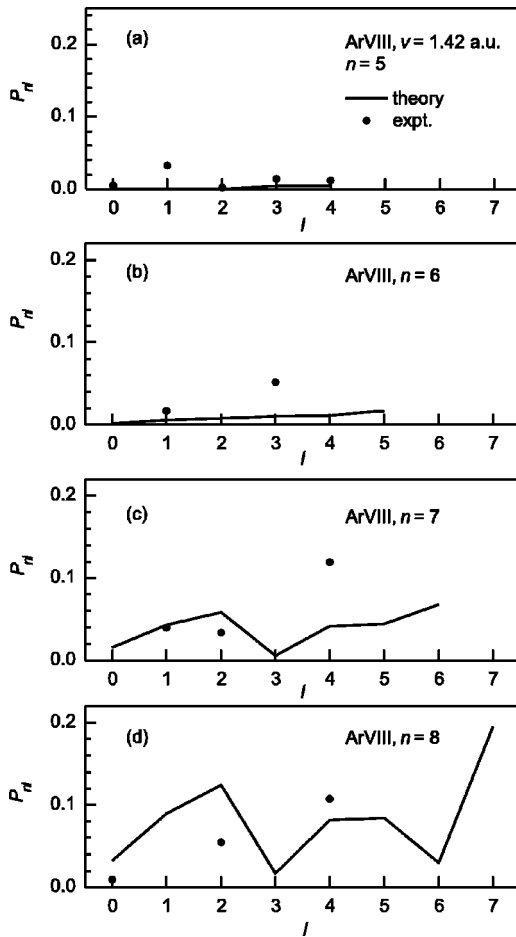 (a)
ArVIII, v = 1.42 a.u.
n = 5
theory
expt.
P_nl
0.2
0.1
0.0
0 1 2 3 4 5 6 7
l
(b)
ArVIII, n = 6
P_nl
0.2
0.1
0.0
0 1 2 3 4 5 6 7
l
(c)
ArVIII, n = 7
P_nl
0.2
0.1
0.0
0 1 2 3 4 5 6 7
l
(d)
ArVIII, n = 8
P_nl
0.2
0.1
0.0
0 1 2 3 4 5 6 7
l